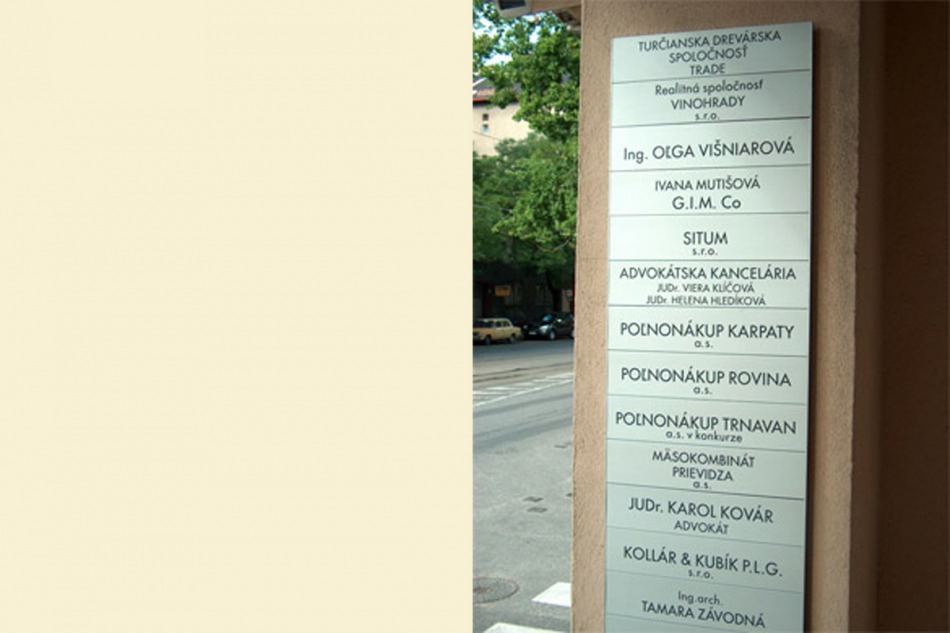 TURČIANSKA DREVÁRSKA
SPOLOČNOSŤ
TRADE
Realitná spoločnosť
VINOHRADY
s.r.o.
Ing. OĽGA VIŠNIAROVÁ
IVANA MUTIŠOVÁ
G.I.M. Co
SITUM
s.r.o.
ADVOKÁTSKA KANCELÁRIA
JUDr. VIERA KLÍČOVÁ
JUDr. HELENA HLEDÍKOVÁ
POĽNONÁKUP KARPATY
a.s.
POĽNONÁKUP ROVINA
a.s.
POĽNONÁKUP TRNAVAN
a.s. v konkurze
MÄSOKOMBINÁT
PRIEVIDZA
a.s.
JUDr. KAROL KOVÁR
ADVOKÁT
KOLLÁR & KUBÍK P.L.G.
s.r.o.
Ing.arch.
TAMARA ZÁVODNÁ